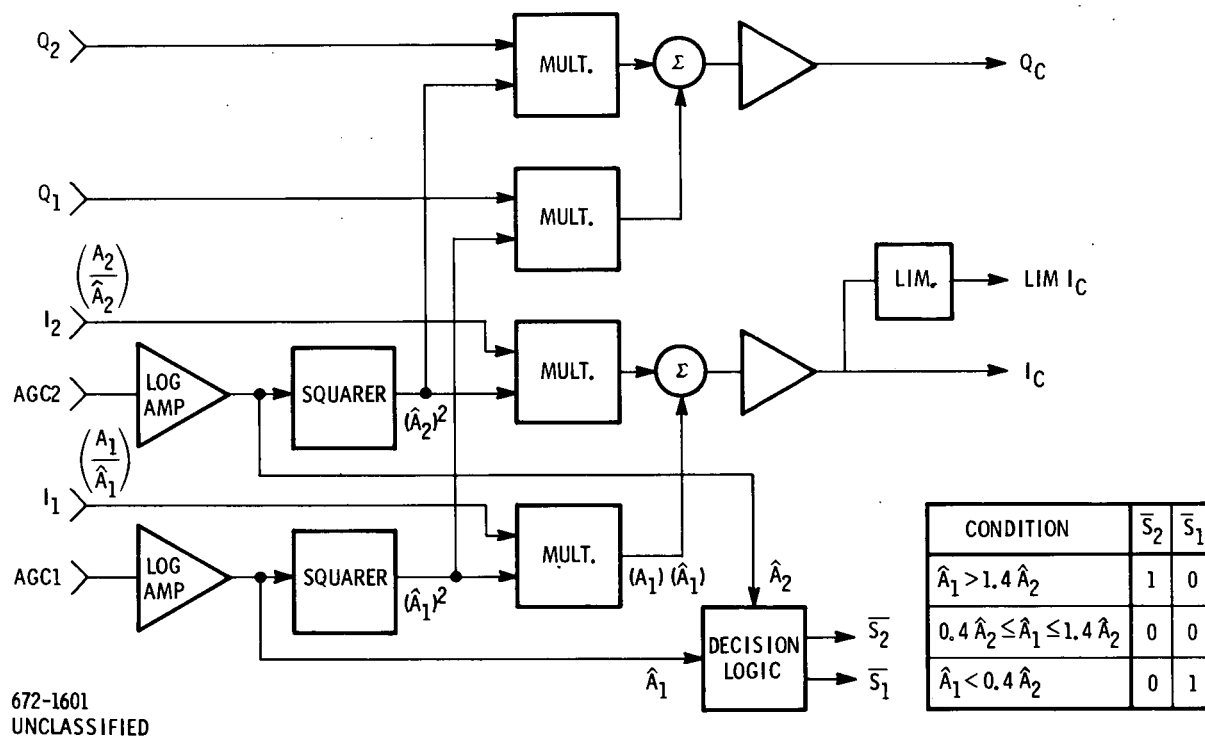 Q2
MULT.
Σ
QC
Q1
MULT.
(A2/Â2)
I2
LIM.
LIM IC
MULT.
Σ
IC
AGC2
LOG AMP
SQUARER
(Â2)²
(A1/Â1)
I1
MULT.
(A1) (Â1)
AGC1
LOG AMP
SQUARER
(Â1)²
Â2
DECISION LOGIC
S̅2
S̅1
Â1
CONDITION S̅2 S̅1
Â1 > 1.4 Â2 1 0
0.4 Â2 ≤ Â1 ≤ 1.4 Â2 0 0
Â1 < 0.4 Â2 0 1
672-1601
UNCLASSIFIED